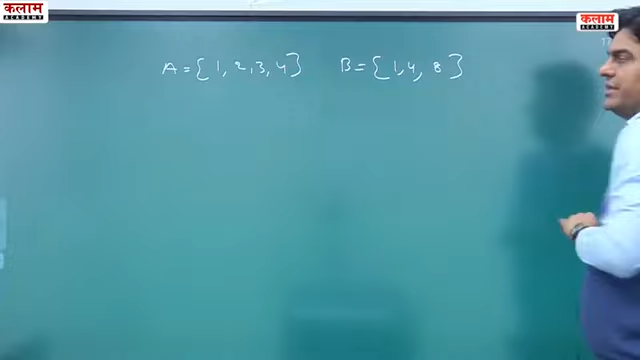 कलाम
ACADEMY
कलाम
ACADEMY
A = { 1, 2, 3, 4 } B = { 1, 4, 8 }